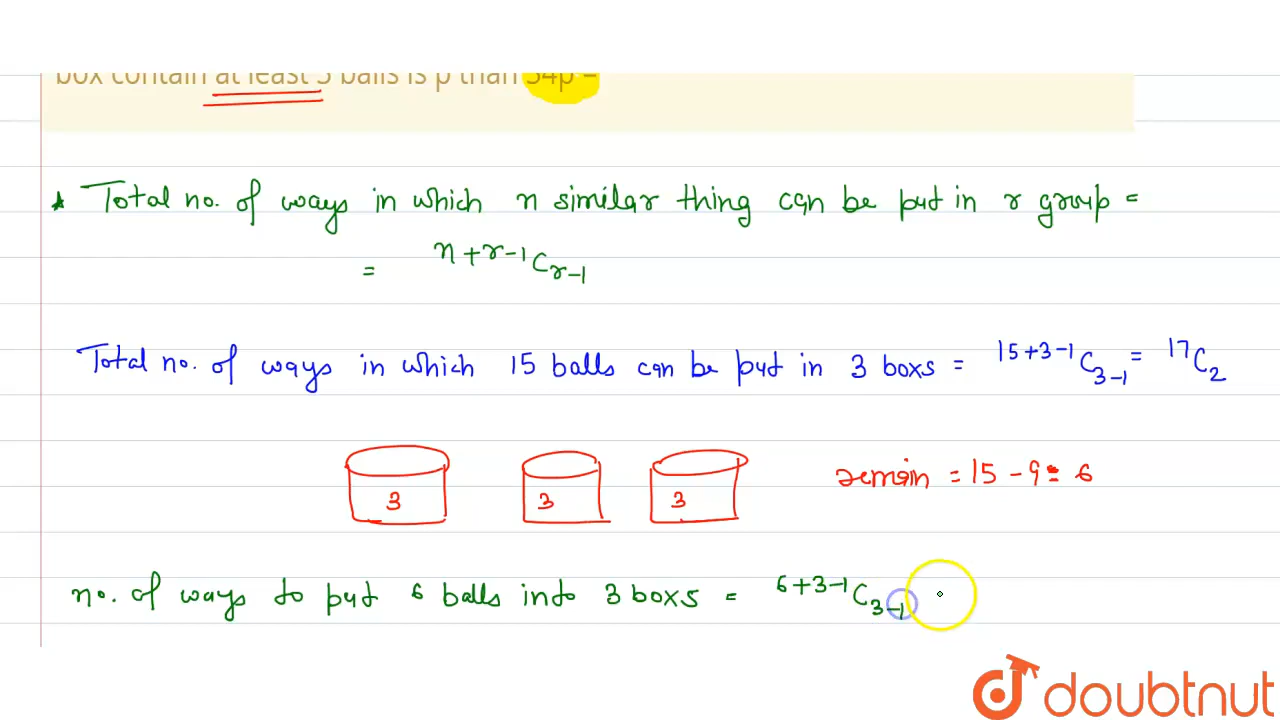 box contain at least 3 balls is p than 34p =
* Total no. of ways in which n similar thing can be put in r group =
= n+r-1Cr-1
Total no. of ways in which 15 balls can be put in 3 boxs = 15+3-1C3-1 = 17C2
3 3 3 remain = 15 - 9 = 6
no. of ways to put 6 balls into 3 boxs = 6+3-1C3-1
doubtnut